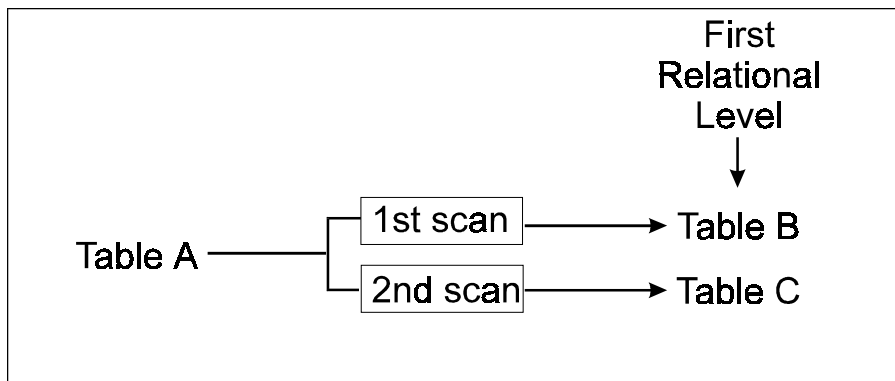 First
Relational
Level
1st scan
Table B
Table A
2nd scan
Table C